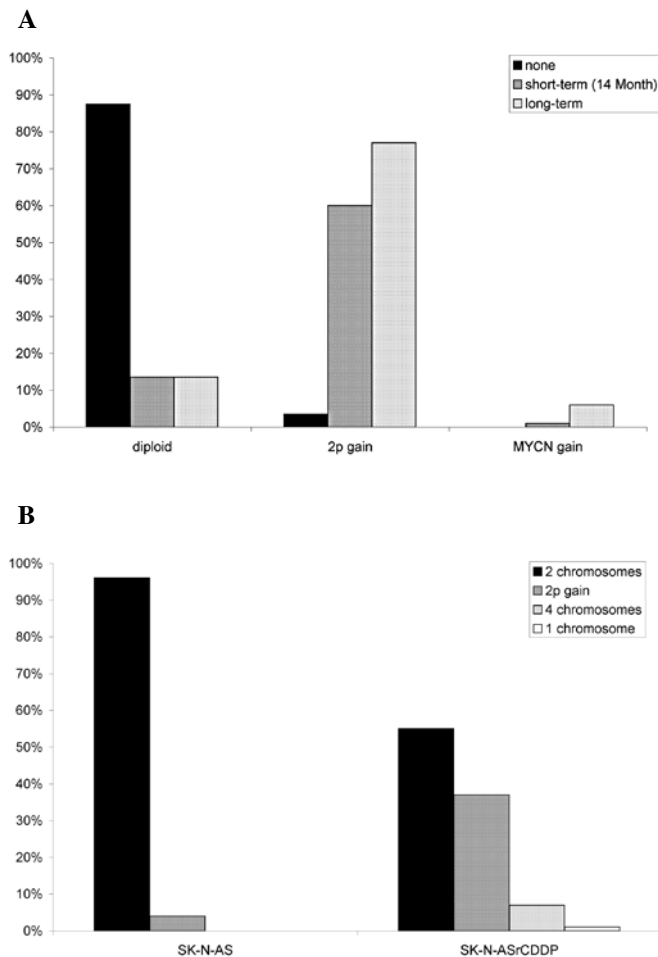 A
100%
90%
80%
70%
60%
50%
40%
30%
20%
10%
0%
none
short-term (14 Month)
long-term
diploid
2p gain
MYCN gain
B
100%
90%
80%
70%
60%
50%
40%
30%
20%
10%
0%
2 chromosomes
2p gain
4 chromosomes
1 chromosome
SK-N-AS
SK-N-ASrCDDP